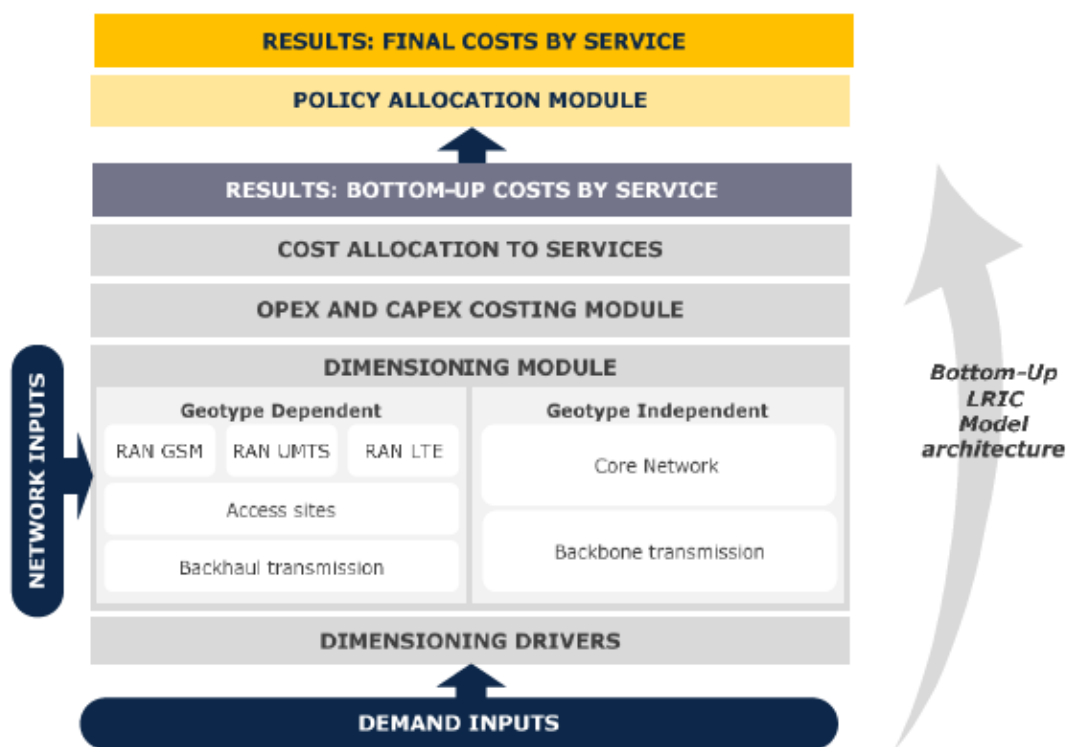 RESULTS: FINAL COSTS BY SERVICE
POLICY ALLOCATION MODULE
RESULTS: BOTTOM-UP COSTS BY SERVICE
COST ALLOCATION TO SERVICES
OPEX AND CAPEX COSTING MODULE
NETWORK INPUTS
DIMENSIONING MODULE
Geotype Dependent
RAN GSM
RAN UMTS
RAN LTE
Access sites
Backhaul transmission
Geotype Independent
Core Network
Backbone transmission
DIMENSIONING DRIVERS
DEMAND INPUTS
Bottom-Up
LRIC
Model
architecture